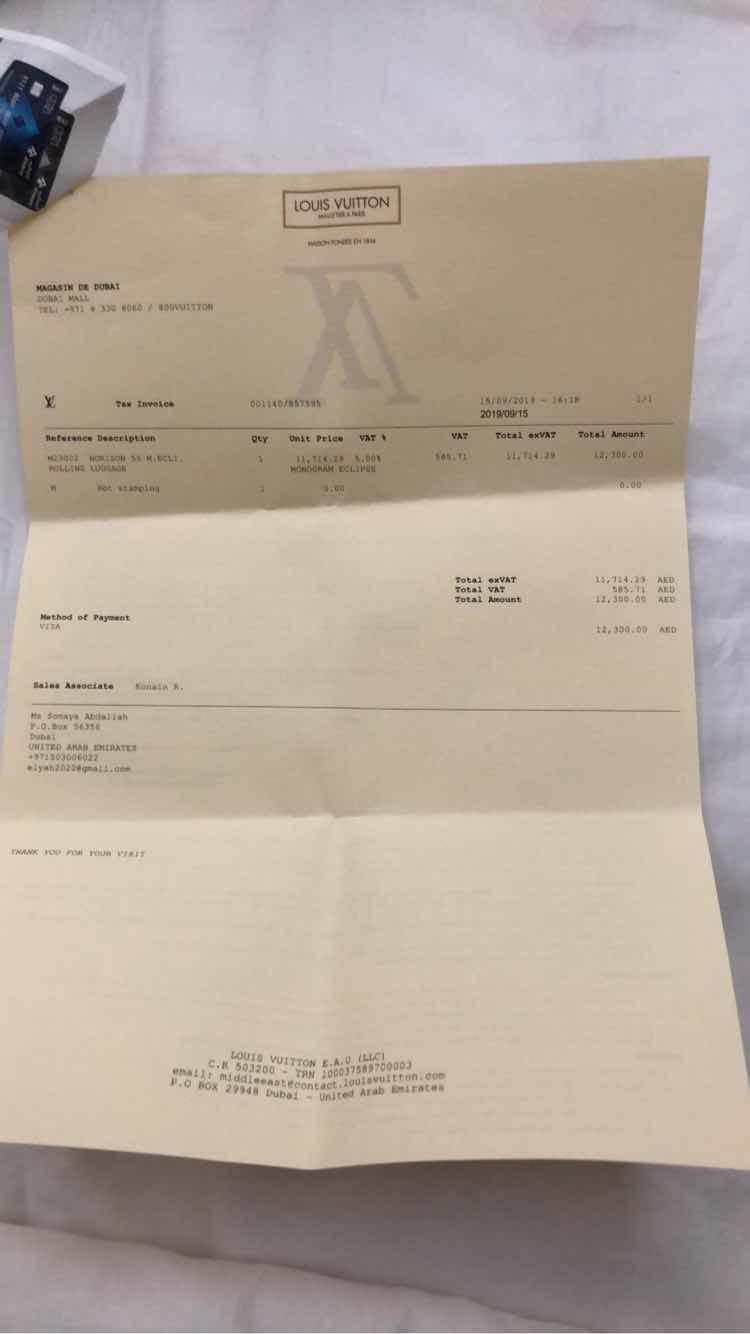 LOUIS VUITTON
MALLETIER A PARIS
MAISON FONDÉE EN 1854
MAGASIN DE DUBAI
DUBAI MALL
TEL: +971 4 330 6060 / 800VUITTON
Tax Invoice 001140/857595 15/09/2019 - 16:18 1/1
2019/09/15
Reference Description Qty Unit Price VAT % VAT Total exVAT Total Amount
M23002 HORIZON 55 M.ECLI. 1 11,714.29 5.00% 585.71 11,714.29 12,300.00
ROLLING LUGGAGE MONOGRAM ECLIPSE
M Hot stamping 1 0.00 0.00
Total exVAT 11,714.29 AED
Total VAT 585.71 AED
Total Amount 12,300.00 AED
Method of Payment
VISA 12,300.00 AED
Sales Associate Konain R.
Ms Somaya Abdallah
P.O.Box 56356
Dubai
UNITED ARAB EMIRATES
+971503006022
elyah2020@gmail.com
THANK YOU FOR YOUR VISIT
LOUIS VUITTON E.A.U (LLC)
C.R 503200 - TRN 100037589700003
email: middleeast@contact.louisvuitton.com
P.O BOX 29948 Dubai - United Arab Emirates